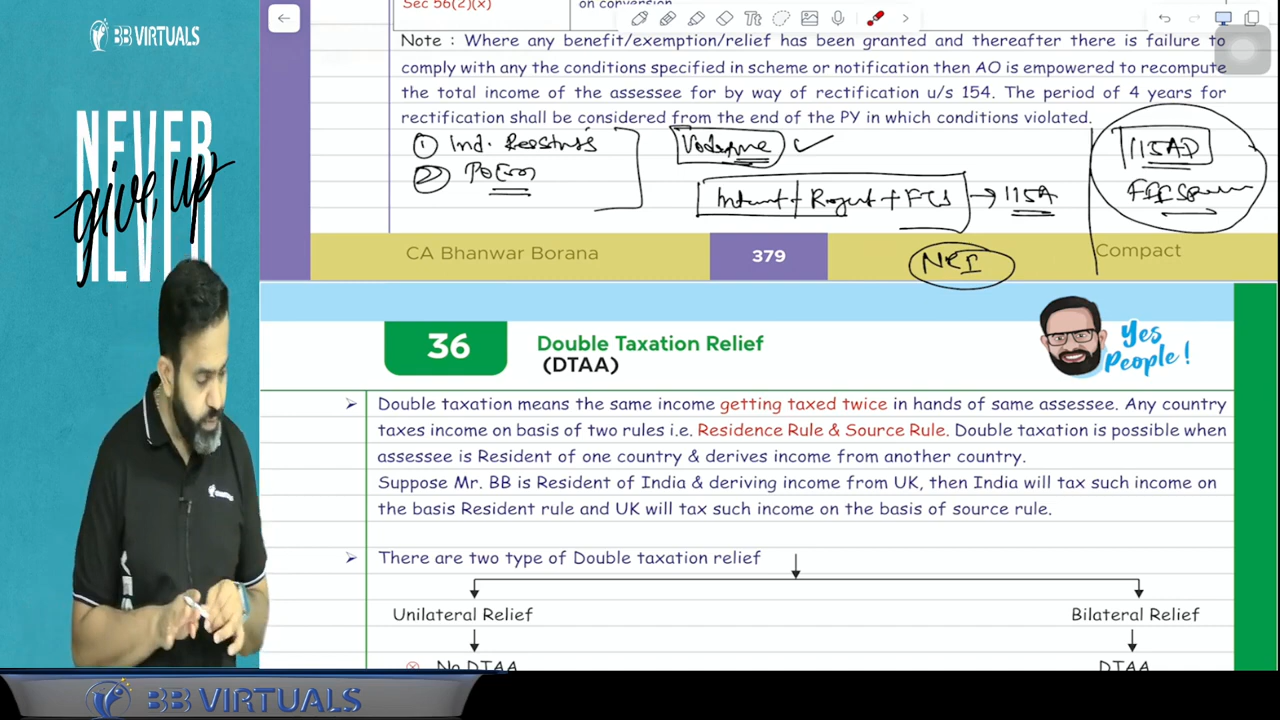 BB VIRTUALS
NEVER
give up
NEVER
Sec 56(2)(x)
on conversion
Note : Where any benefit/exemption/relief has been granted and thereafter there is failure to
comply with any the conditions specified in scheme or notification then AO is empowered to recompute
the total income of the assessee for by way of rectification u/s 154. The period of 4 years for
rectification shall be considered from the end of the PY in which conditions violated.
① Ind.
②
115AD
115A
NRI
CA Bhanwar Borana
379
Compact
36
Double Taxation Relief
(DTAA)
Yes
People!
Double taxation means the same income getting taxed twice in hands of same assessee. Any country
taxes income on basis of two rules i.e. Residence Rule & Source Rule. Double taxation is possible when
assessee is Resident of one country & derives income from another country.
Suppose Mr. BB is Resident of India & deriving income from UK, then India will tax such income on
the basis Resident rule and UK will tax such income on the basis of source rule.
There are two type of Double taxation relief
Unilateral Relief
Bilateral Relief
No DTAA
DTAA
BB VIRTUALS